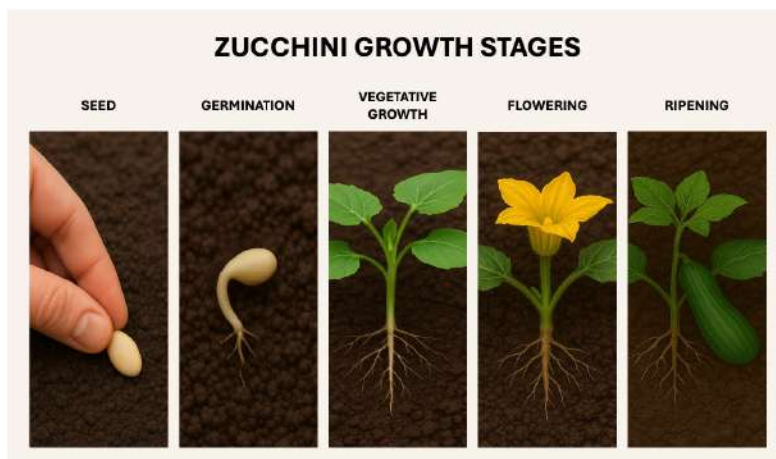 ZUCCHINI GROWTH STAGES
SEED
GERMINATION
VEGETATIVE
GROWTH
FLOWERING
RIPENING